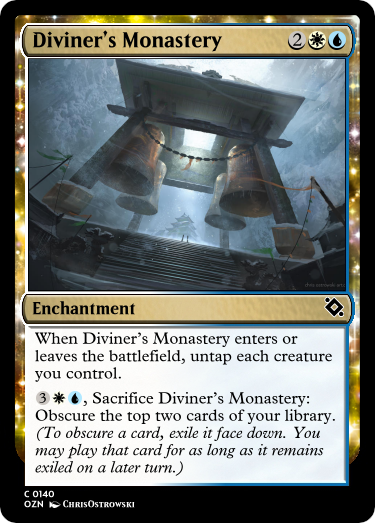 Diviner's Monastery 2
Enchantment
When Diviner's Monastery enters or
leaves the battlefield, untap each creature
you control.
3, Sacrifice Diviner's Monastery:
Obscure the top two cards of your library.
(To obscure a card, exile it face down. You
may play that card for as long as it remains
exiled on a later turn.)
C 0140
OZN ChrisOstrowski